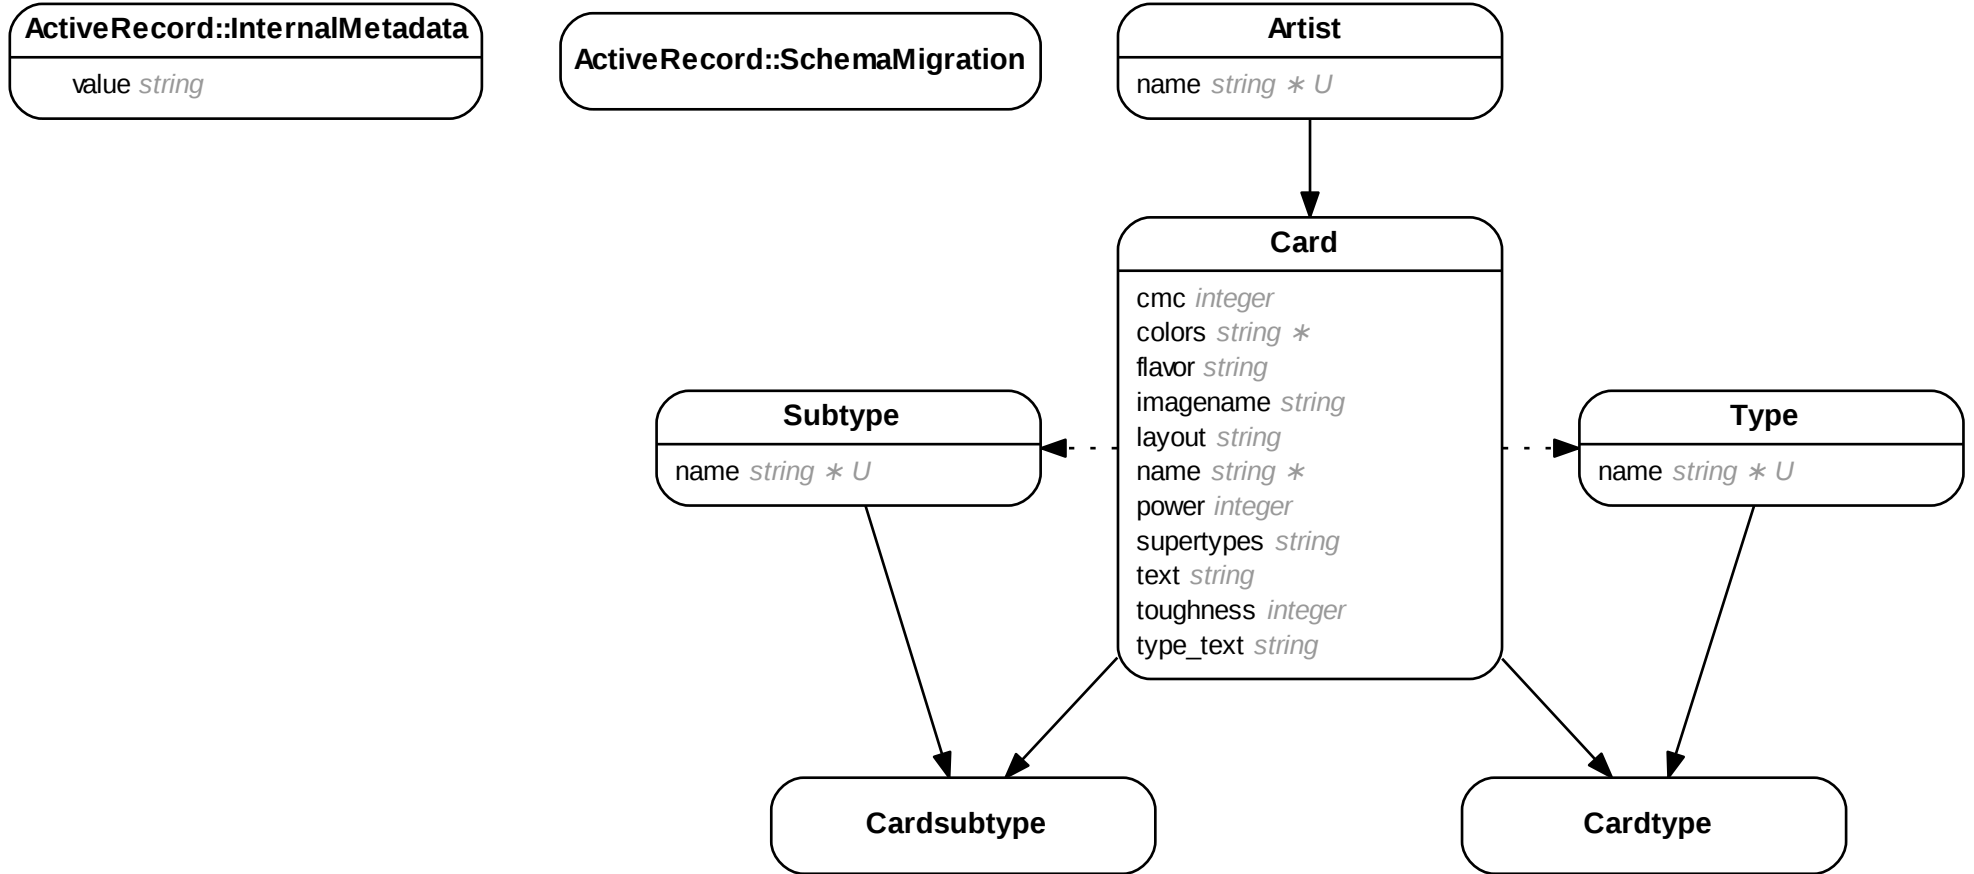 ActiveRecord::InternalMetadata
value string
ActiveRecord::SchemaMigration
Artist
name string ∗ U
Card
cmc integer
colors string ∗
flavor string
imagename string
layout string
name string ∗
power integer
supertypes string
text string
toughness integer
type_text string
Subtype
name string ∗ U
Type
name string ∗ U
Cardsubtype
Cardtype